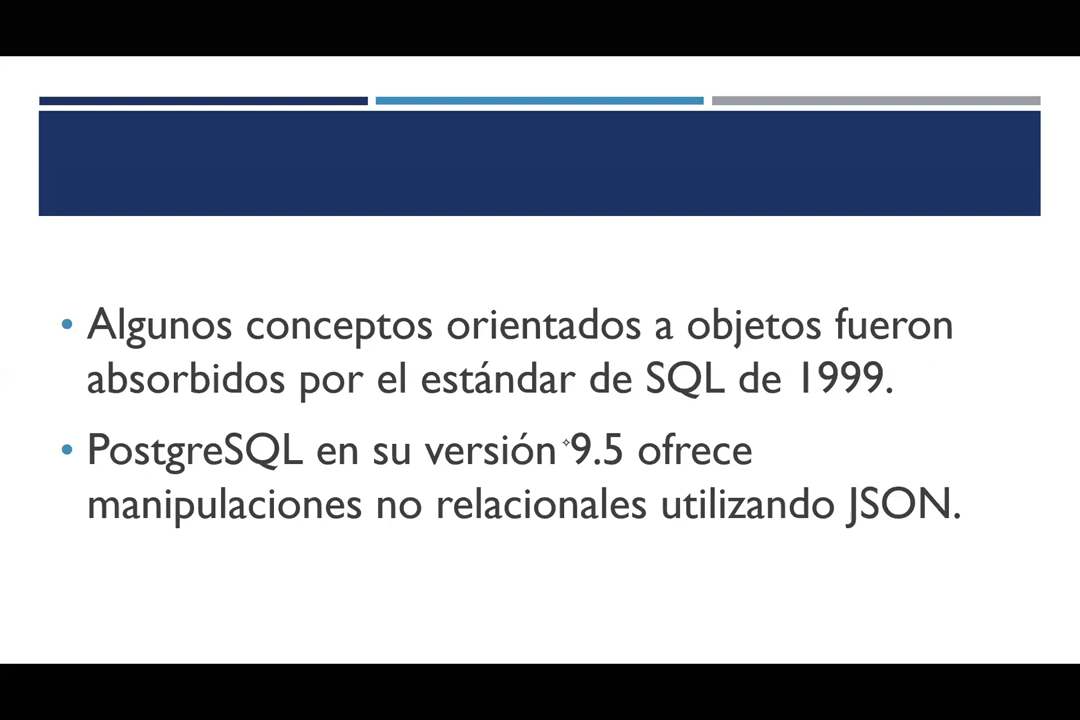 • Algunos conceptos orientados a objetos fueron
absorbidos por el estándar de SQL de 1999.
• PostgreSQL en su versión 9.5 ofrece
manipulaciones no relacionales utilizando JSON.